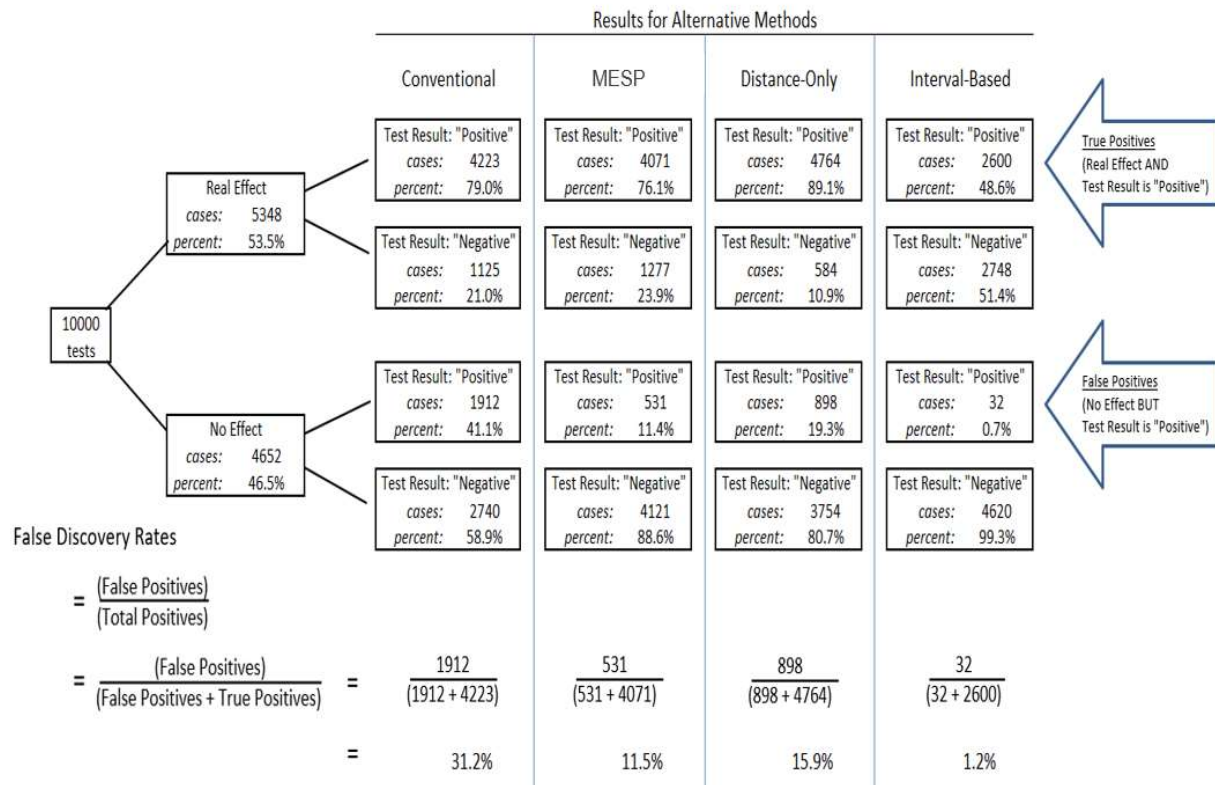 Results for Alternative Methods
Conventional
MESP
Distance-Only
Interval-Based
10000
tests
Real Effect
cases: 5348
percent: 53.5%
Test Result: "Positive"
cases: 4223
percent: 79.0%
Test Result: "Positive"
cases: 4071
percent: 76.1%
Test Result: "Positive"
cases: 4764
percent: 89.1%
Test Result: "Positive"
cases: 2600
percent: 48.6%
True Positives
(Real Effect AND
Test Result is "Positive")
Test Result: "Negative"
cases: 1125
percent: 21.0%
Test Result: "Negative"
cases: 1277
percent: 23.9%
Test Result: "Negative"
cases: 584
percent: 10.9%
Test Result: "Negative"
cases: 2748
percent: 51.4%
No Effect
cases: 4652
percent: 46.5%
Test Result: "Positive"
cases: 1912
percent: 41.1%
Test Result: "Positive"
cases: 531
percent: 11.4%
Test Result: "Positive"
cases: 898
percent: 19.3%
Test Result: "Positive"
cases: 32
percent: 0.7%
False Positives
(No Effect BUT
Test Result is "Positive")
Test Result: "Negative"
cases: 2740
percent: 58.9%
Test Result: "Negative"
cases: 4121
percent: 88.6%
Test Result: "Negative"
cases: 3754
percent: 80.7%
Test Result: "Negative"
cases: 4620
percent: 99.3%
False Discovery Rates
= (False Positives)
(Total Positives)
= (False Positives)
(False Positives + True Positives)
= 1912
(1912 + 4223)
531
(531 + 4071)
898
(898 + 4764)
32
(32 + 2600)
= 31.2% 11.5% 15.9% 1.2%